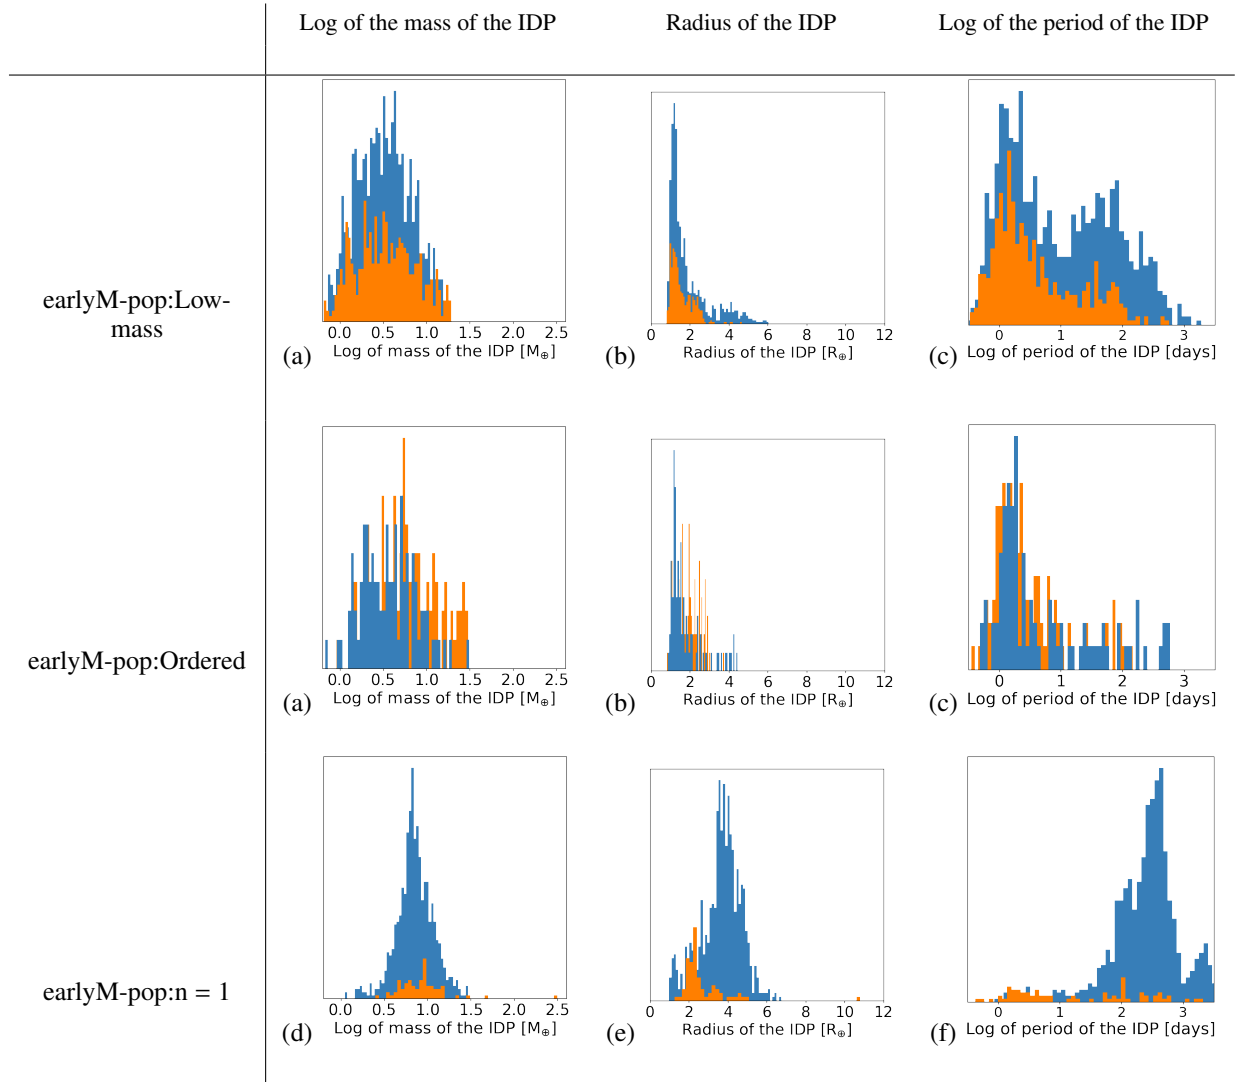 Log of the mass of the IDP Radius of the IDP Log of the period of the IDP
earlyM-pop:Low-
mass
0.0 0.5 1.0 1.5 2.0 2.5
(a) Log of mass of the IDP [M⊕]
0 2 4 6 8 10 12
(b) Radius of the IDP [R⊕]
0 1 2 3
(c) Log of period of the IDP [days]
earlyM-pop:Ordered
0.0 0.5 1.0 1.5 2.0 2.5
(a) Log of mass of the IDP [M⊕]
0 2 4 6 8 10 12
(b) Radius of the IDP [R⊕]
0 1 2 3
(c) Log of period of the IDP [days]
earlyM-pop:n = 1
0.0 0.5 1.0 1.5 2.0 2.5
(d) Log of mass of the IDP [M⊕]
0 2 4 6 8 10 12
(e) Radius of the IDP [R⊕]
0 1 2 3
(f) Log of period of the IDP [days]